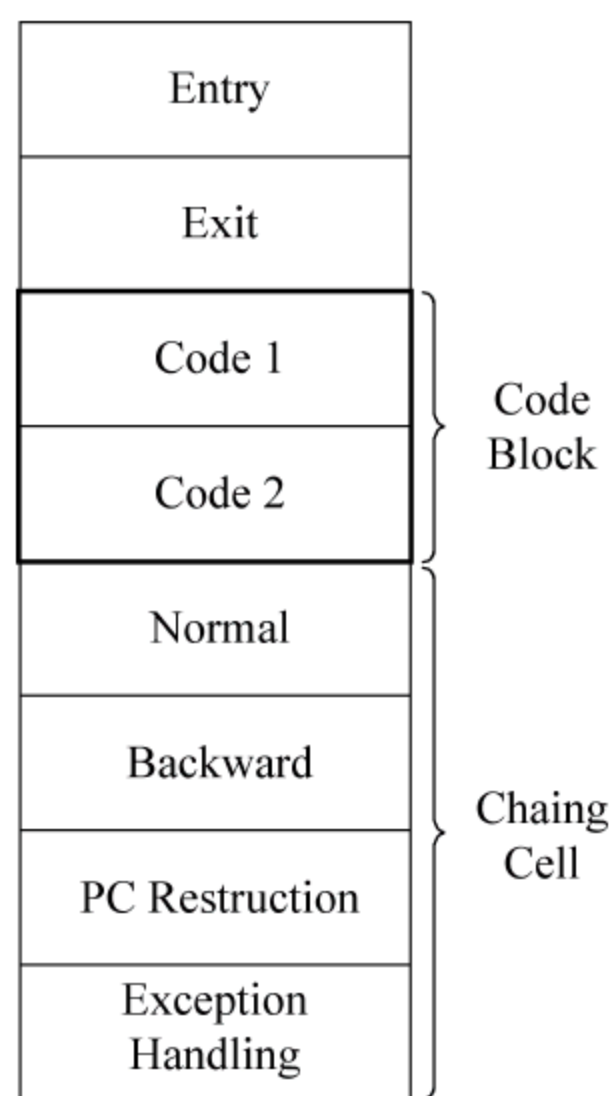 Entry
Exit
Code 1
Code 2
Code
Block
Normal
Backward
PC Restruction
Exception
Handling
Chaing
Cell